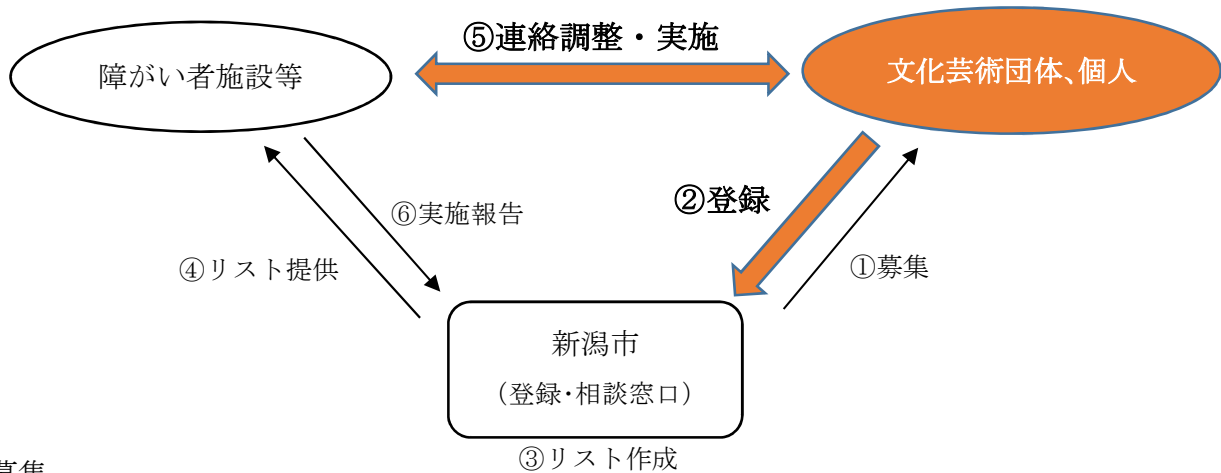 ⑤連絡調整・実施
障がい者施設等
文化芸術団体、個人
②登録
⑥実施報告
④リスト提供
①募集
新潟市
（登録・相談窓口）
③リスト作成